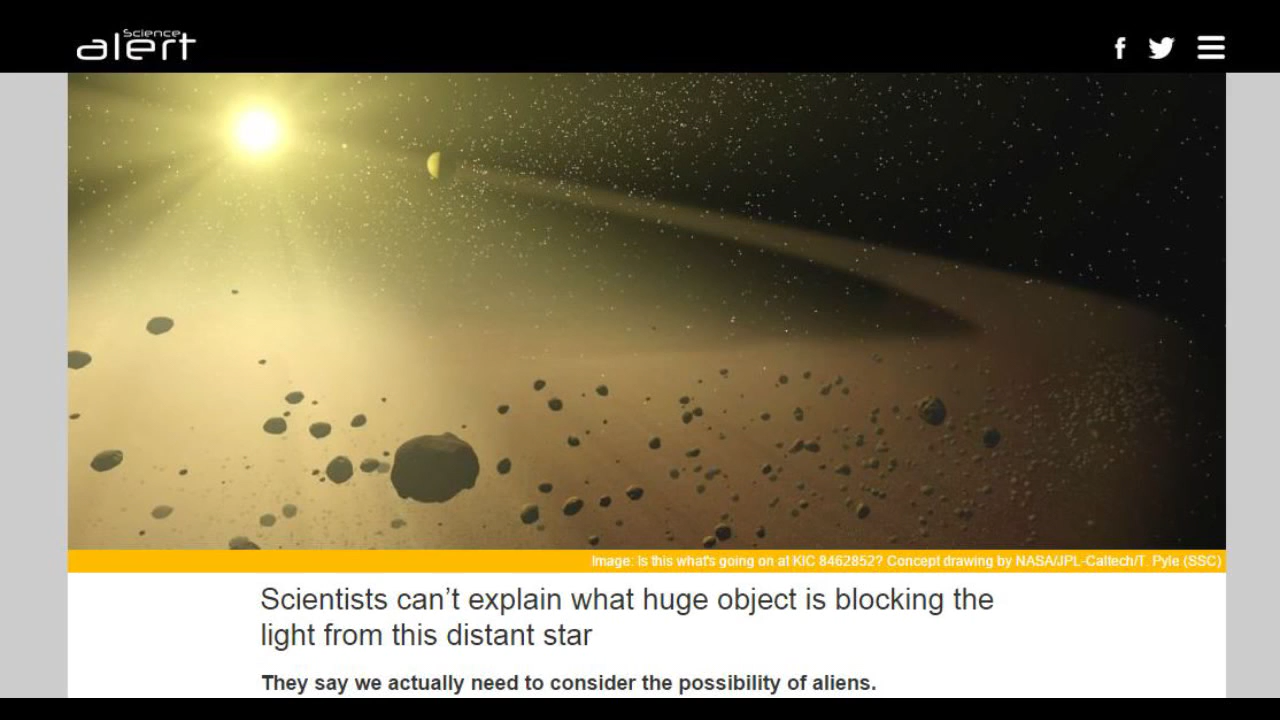 Science
alert
Image: Is this what's going on at KIC 8462852? Concept drawing by NASA/JPL-Caltech/T. Pyle (SSC)
Scientists can't explain what huge object is blocking the
light from this distant star
They say we actually need to consider the possibility of aliens.